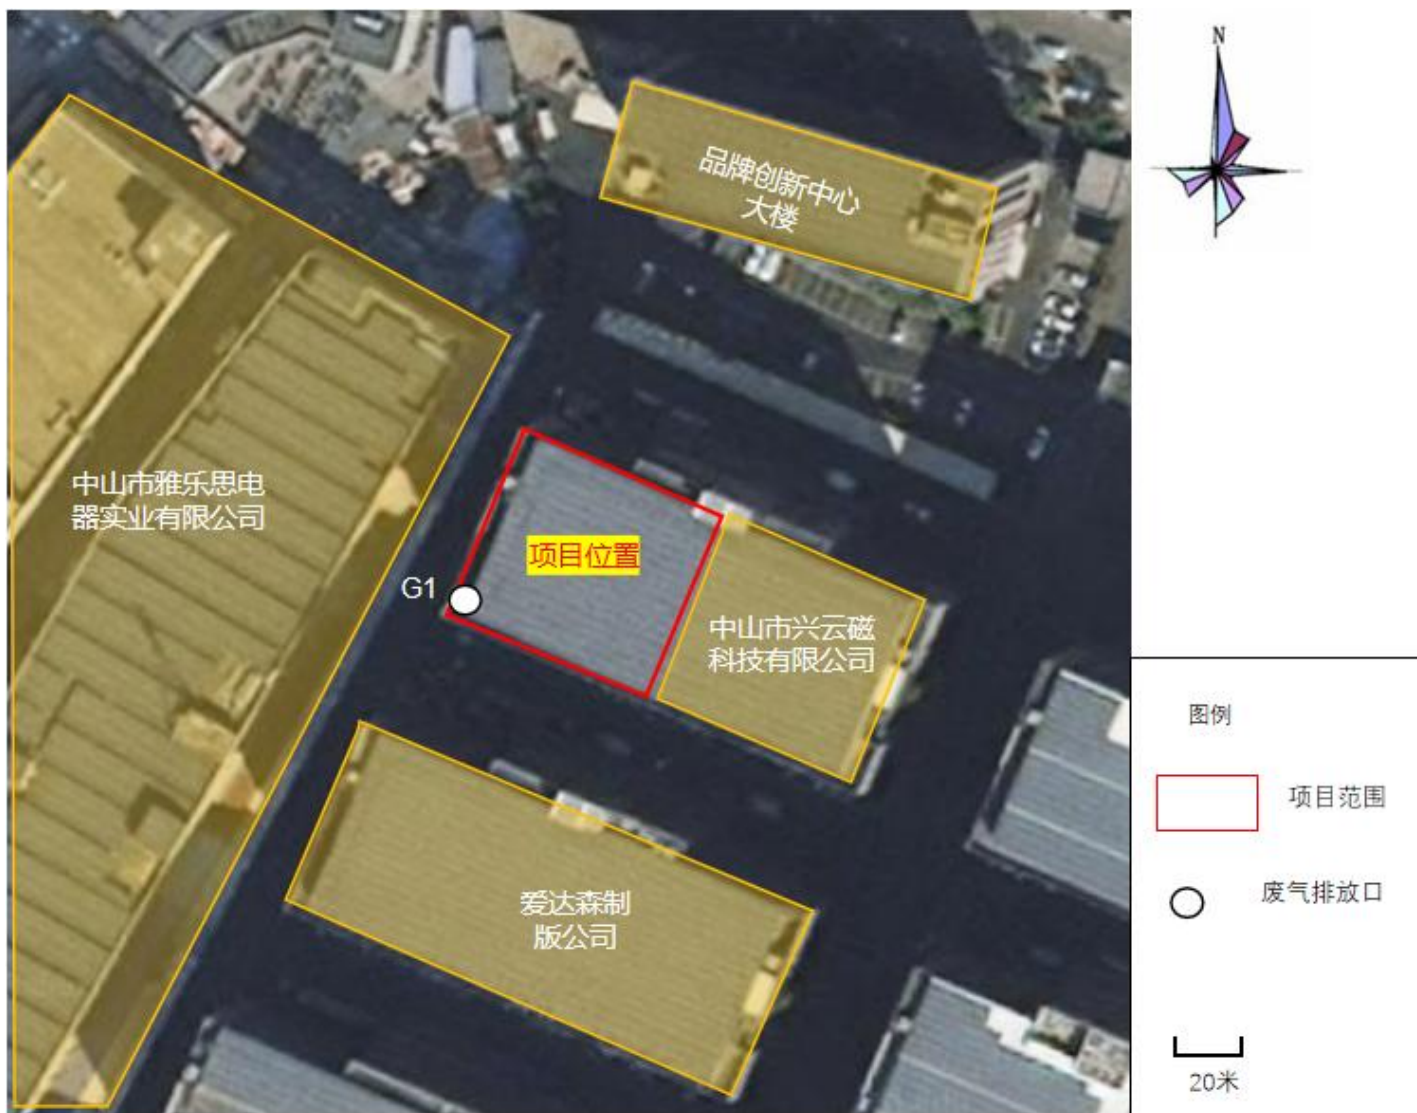 N
品牌创新中心
大楼
中山市雅乐思电
器实业有限公司
项目位置
G1
中山市兴云磁
科技有限公司
爱达森制
版公司
图例
项目范围
废气排放口
20米